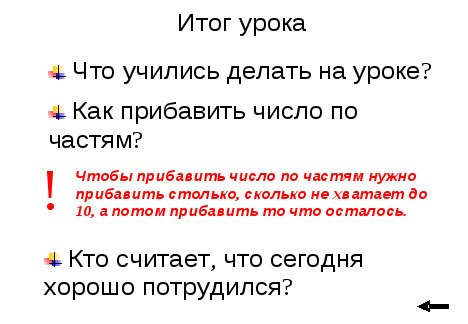 Итог урока
Что учились делать на уроке?
Как прибавить число по
частям?
! Чтобы прибавить число по частям нужно
прибавить столько, сколько не хватает до
10, а потом прибавить то что осталось.
Кто считает, что сегодня
хорошо потрудился?